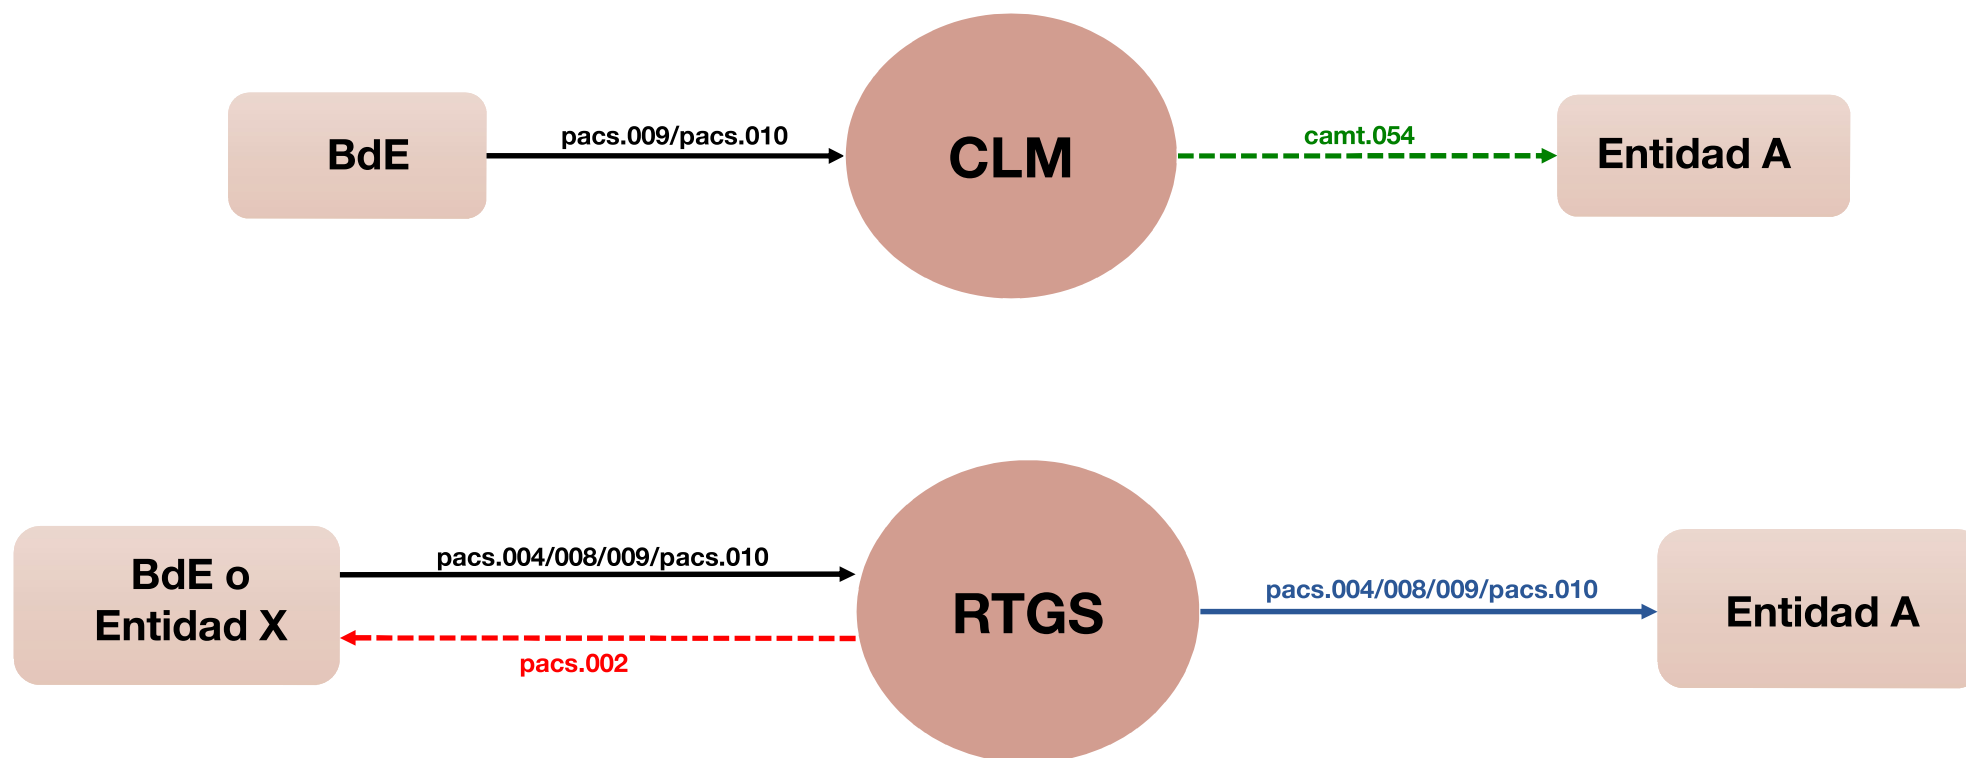 pacs.009/pacs.010
BdE
CLM
camt.054
Entidad A
pacs.004/008/009/pacs.010
BdE o
Entidad X
pacs.002
RTGS
pacs.004/008/009/pacs.010
Entidad A